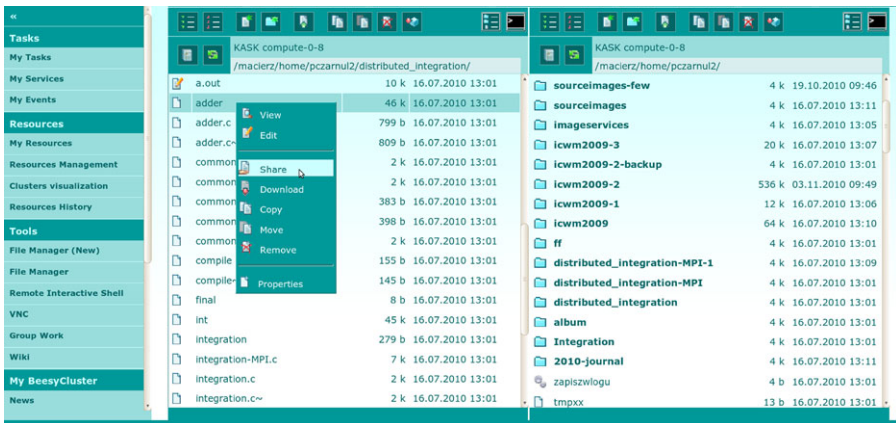 «
Tasks
My Tasks
My Services
My Events
Resources
My Resources
Resources Management
Clusters visualization
Resources History
Tools
File Manager (New)
File Manager
Remote Interactive Shell
VNC
Group Work
Wiki
My BeesyCluster
News
KASK compute-0-8
/macierz/home/pczarnul2/distributed_integration/
a.out 10 k 16.07.2010 13:01
adder 46 k 16.07.2010 13:01
adder.c 799 b 16.07.2010 13:01
adder.c~ 809 b 16.07.2010 13:01
common 2 k 16.07.2010 13:01
common 2 k 16.07.2010 13:01
common 383 b 16.07.2010 13:01
common 398 b 16.07.2010 13:01
common 2 k 16.07.2010 13:01
compile 155 b 16.07.2010 13:01
compile~ 145 b 16.07.2010 13:01
final 8 b 16.07.2010 13:01
int 45 k 16.07.2010 13:01
integration 279 b 16.07.2010 13:01
integration-MPI.c 7 k 16.07.2010 13:01
integration.c 2 k 16.07.2010 13:01
integration.c~ 2 k 16.07.2010 13:01
View
Edit
Share
Download
Copy
Move
Remove
Properties
KASK compute-0-8
/macierz/home/pczarnul2/
sourceimages-few 4 k 19.10.2010 09:46
sourceimages 4 k 16.07.2010 13:11
imageservices 4 k 16.07.2010 13:05
icwm2009-3 20 k 16.07.2010 13:07
icwm2009-2-backup 4 k 16.07.2010 13:01
icwm2009-2 536 k 03.11.2010 09:49
icwm2009-1 12 k 16.07.2010 13:06
icwm2009 64 k 16.07.2010 13:10
ff 4 k 16.07.2010 13:01
distributed_integration-MPI-1 4 k 16.07.2010 13:09
distributed_integration-MPI 4 k 16.07.2010 13:01
distributed_integration 4 k 16.07.2010 13:01
album 4 k 16.07.2010 13:01
Integration 4 k 16.07.2010 13:01
2010-journal 4 k 16.07.2010 13:11
zapiszwlogu 4 b 16.07.2010 13:01
tmpxx 13 b 16.07.2010 13:01